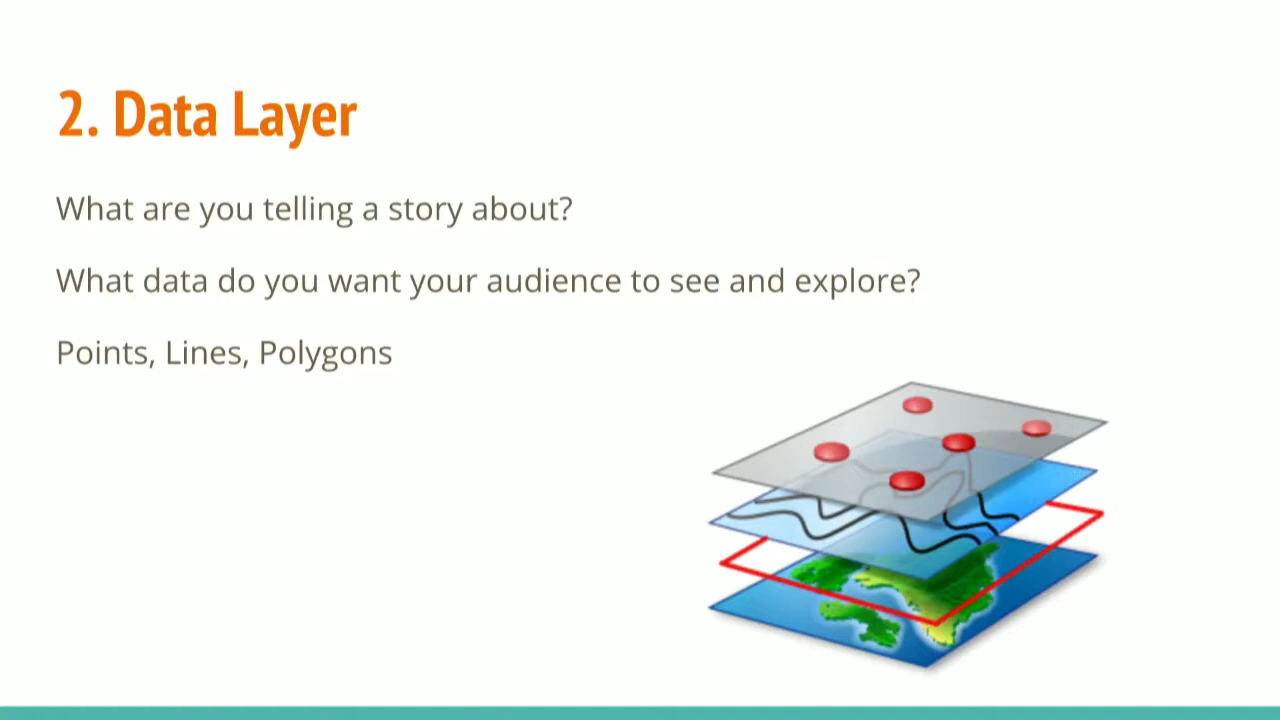 2. Data Layer
What are you telling a story about?
What data do you want your audience to see and explore?
Points, Lines, Polygons